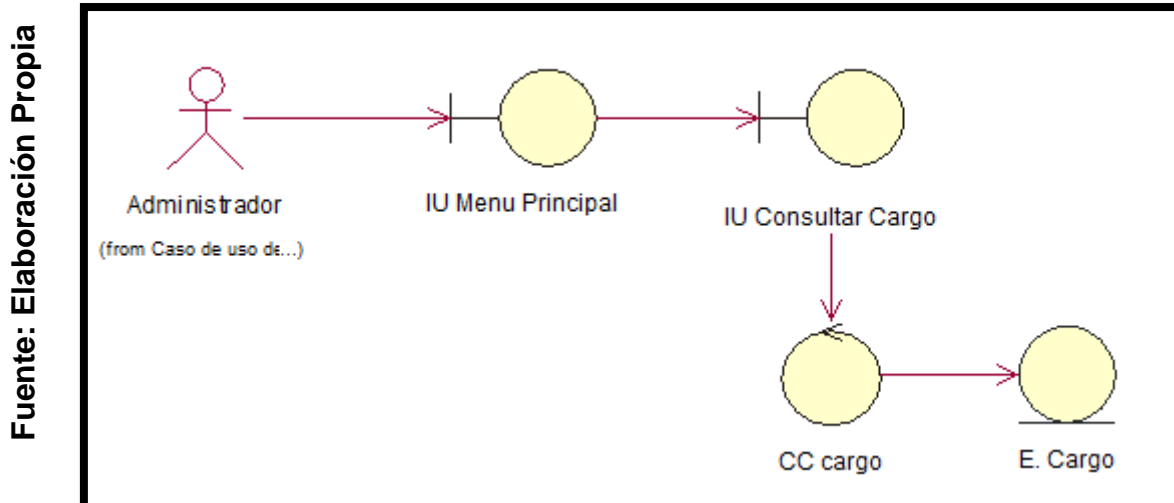 Fuente: Elaboración Propia
Administrador
(from Caso de uso de...)
IU Menu Principal
IU Consultar Cargo
CC cargo
E. Cargo